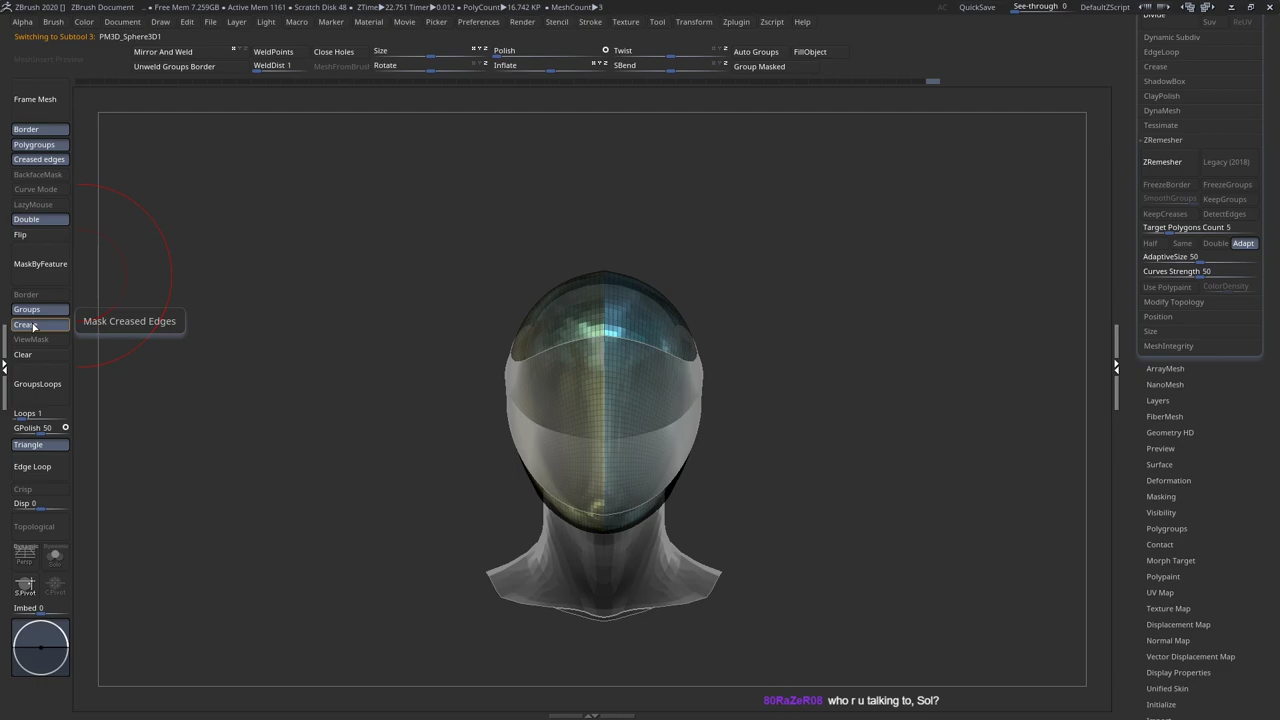 ZBrush 2020 [] . . • Free Mem 7.259GB • Active Mem 1161 • Scratch Disk 48 • ZTime▶22.751 Timer▶0.012 • PolyCount▶16.742 KP • MeshCount▶3
QuickSave
See-through 0
Menus
DefaultZScript
Alpha Brush Color Document Draw Edit File Layer Light Macro Marker Material Movie Picker Preferences Render Stencil Stroke Texture Tool Transform Zplugin Zscript Help
Switching to Subtool 3: PM3D_Sphere3D1
Mirror And Weld
WeldPoints
Close Holes
Size
Polish
Twist
Auto Groups
FillObject
Unweld Groups Border
WeldDist 1
MeshFromBrush
Rotate
Inflate
SBend
Group Masked
Frame Mesh
Border
Polygroups
Creased edges
BackfaceMask
Curve Mode
LazyMouse
Double
Flip
MaskByFeature
Border
Groups
Crease
Mask Creased Edges
ViewMask
Clear
GroupsLoops
Loops 1
GPolish 50
Triangle
Edge Loop
Crisp
Disp 0
Topological
Dynamic
Persp
Dynamic
Solo
S.Pivot
C.Pivot
Imbed 0
Divide
Suv
ReUV
Dynamic Subdiv
EdgeLoop
Crease
ShadowBox
ClayPolish
DynaMesh
Tessimate
ZRemesher
ZRemesher
Legacy (2018)
FreezeBorder
FreezeGroups
SmoothGroups
KeepGroups
KeepCreases
DetectEdges
Target Polygons Count 5
Half
Same
Double
Adapt
AdaptiveSize 50
Curves Strength 50
Use Polypaint
ColorDensity
Modify Topology
Position
Size
MeshIntegrity
ArrayMesh
NanoMesh
Layers
FiberMesh
Geometry HD
Preview
Surface
Deformation
Masking
Visibility
Polygroups
Contact
Morph Target
Polypaint
UV Map
Texture Map
Displacement Map
Normal Map
Vector Displacement Map
Display Properties
Unified Skin
Initialize
80RaZeR08 who r u talking to, Sol?